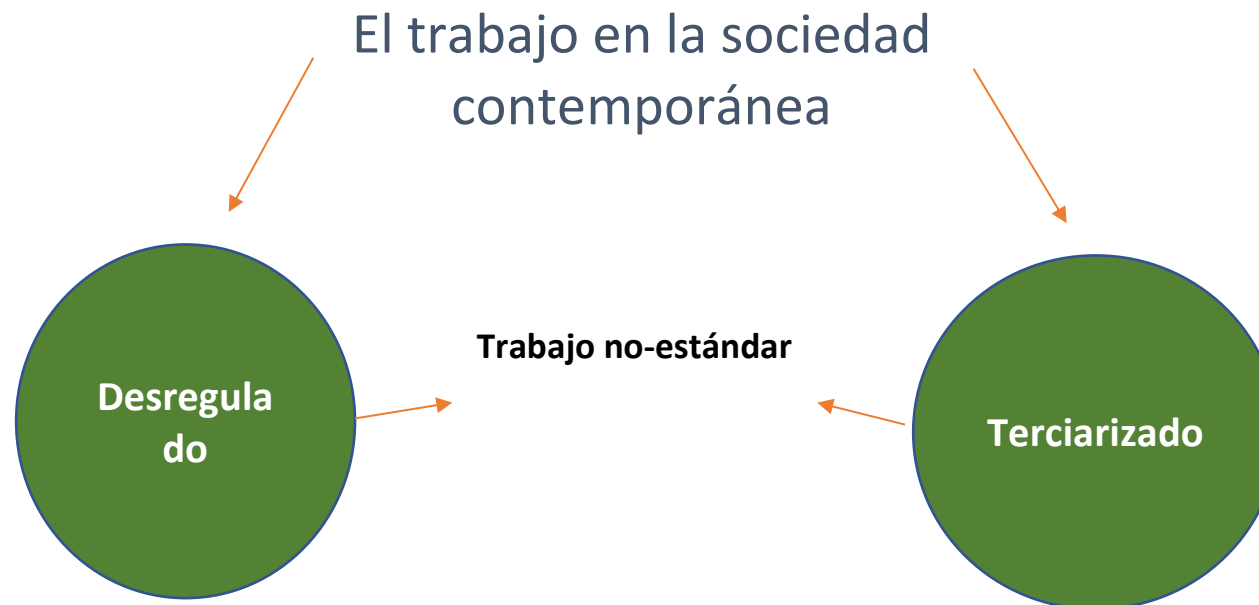 El trabajo en la sociedad
contemporánea
Trabajo no-estándar
Desregula
do
Terciarizado